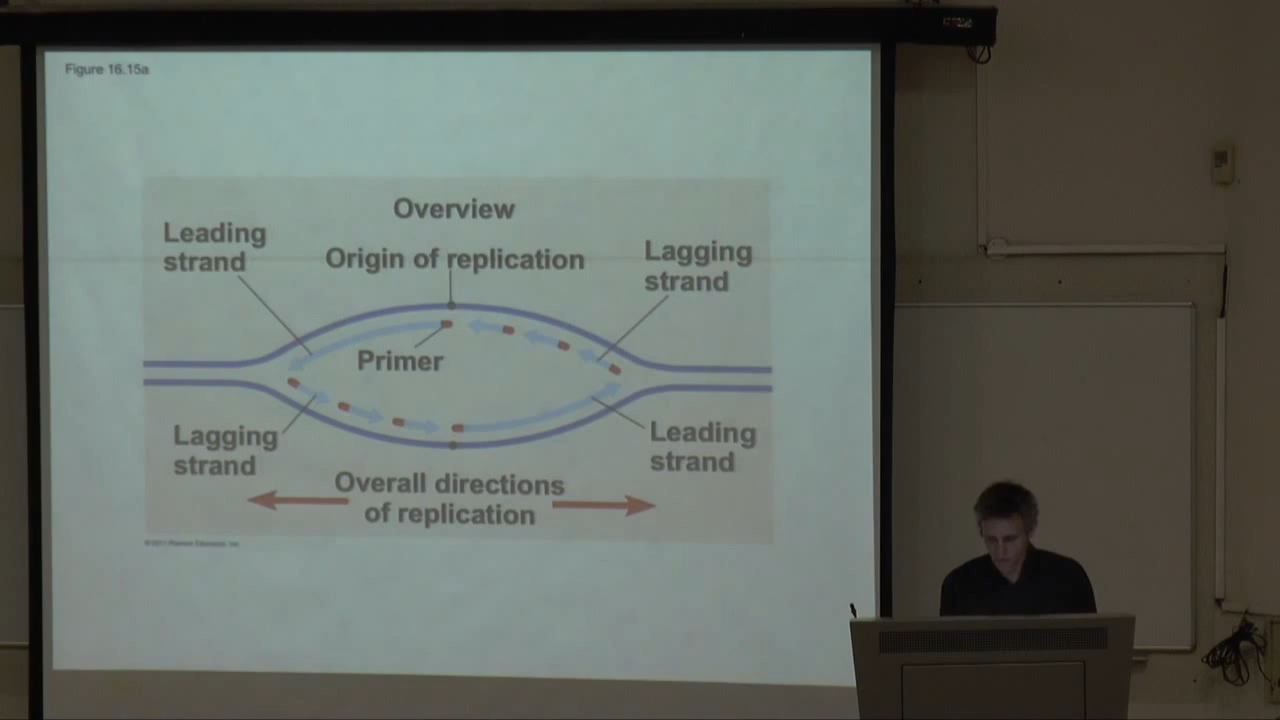 Figure 16.15a
Overview
Leading
strand
Origin of replication
Lagging
strand
Primer
Lagging
strand
Leading
strand
Overall directions
of replication